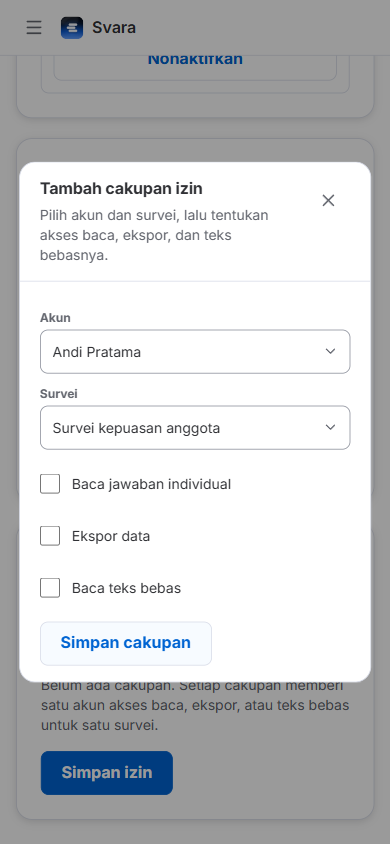 Svara
Nonaktifkan
Tambah cakupan izin
Pilih akun dan survei, lalu tentukan
akses baca, ekspor, dan teks
bebasnya.
Akun
Andi Pratama
Survei
Survei kepuasan anggota
Baca jawaban individual
Ekspor data
Baca teks bebas
Simpan cakupan
Belum ada cakupan. Setiap cakupan memberi
satu akun akses baca, ekspor, atau teks bebas
untuk satu survei.
Simpan izin